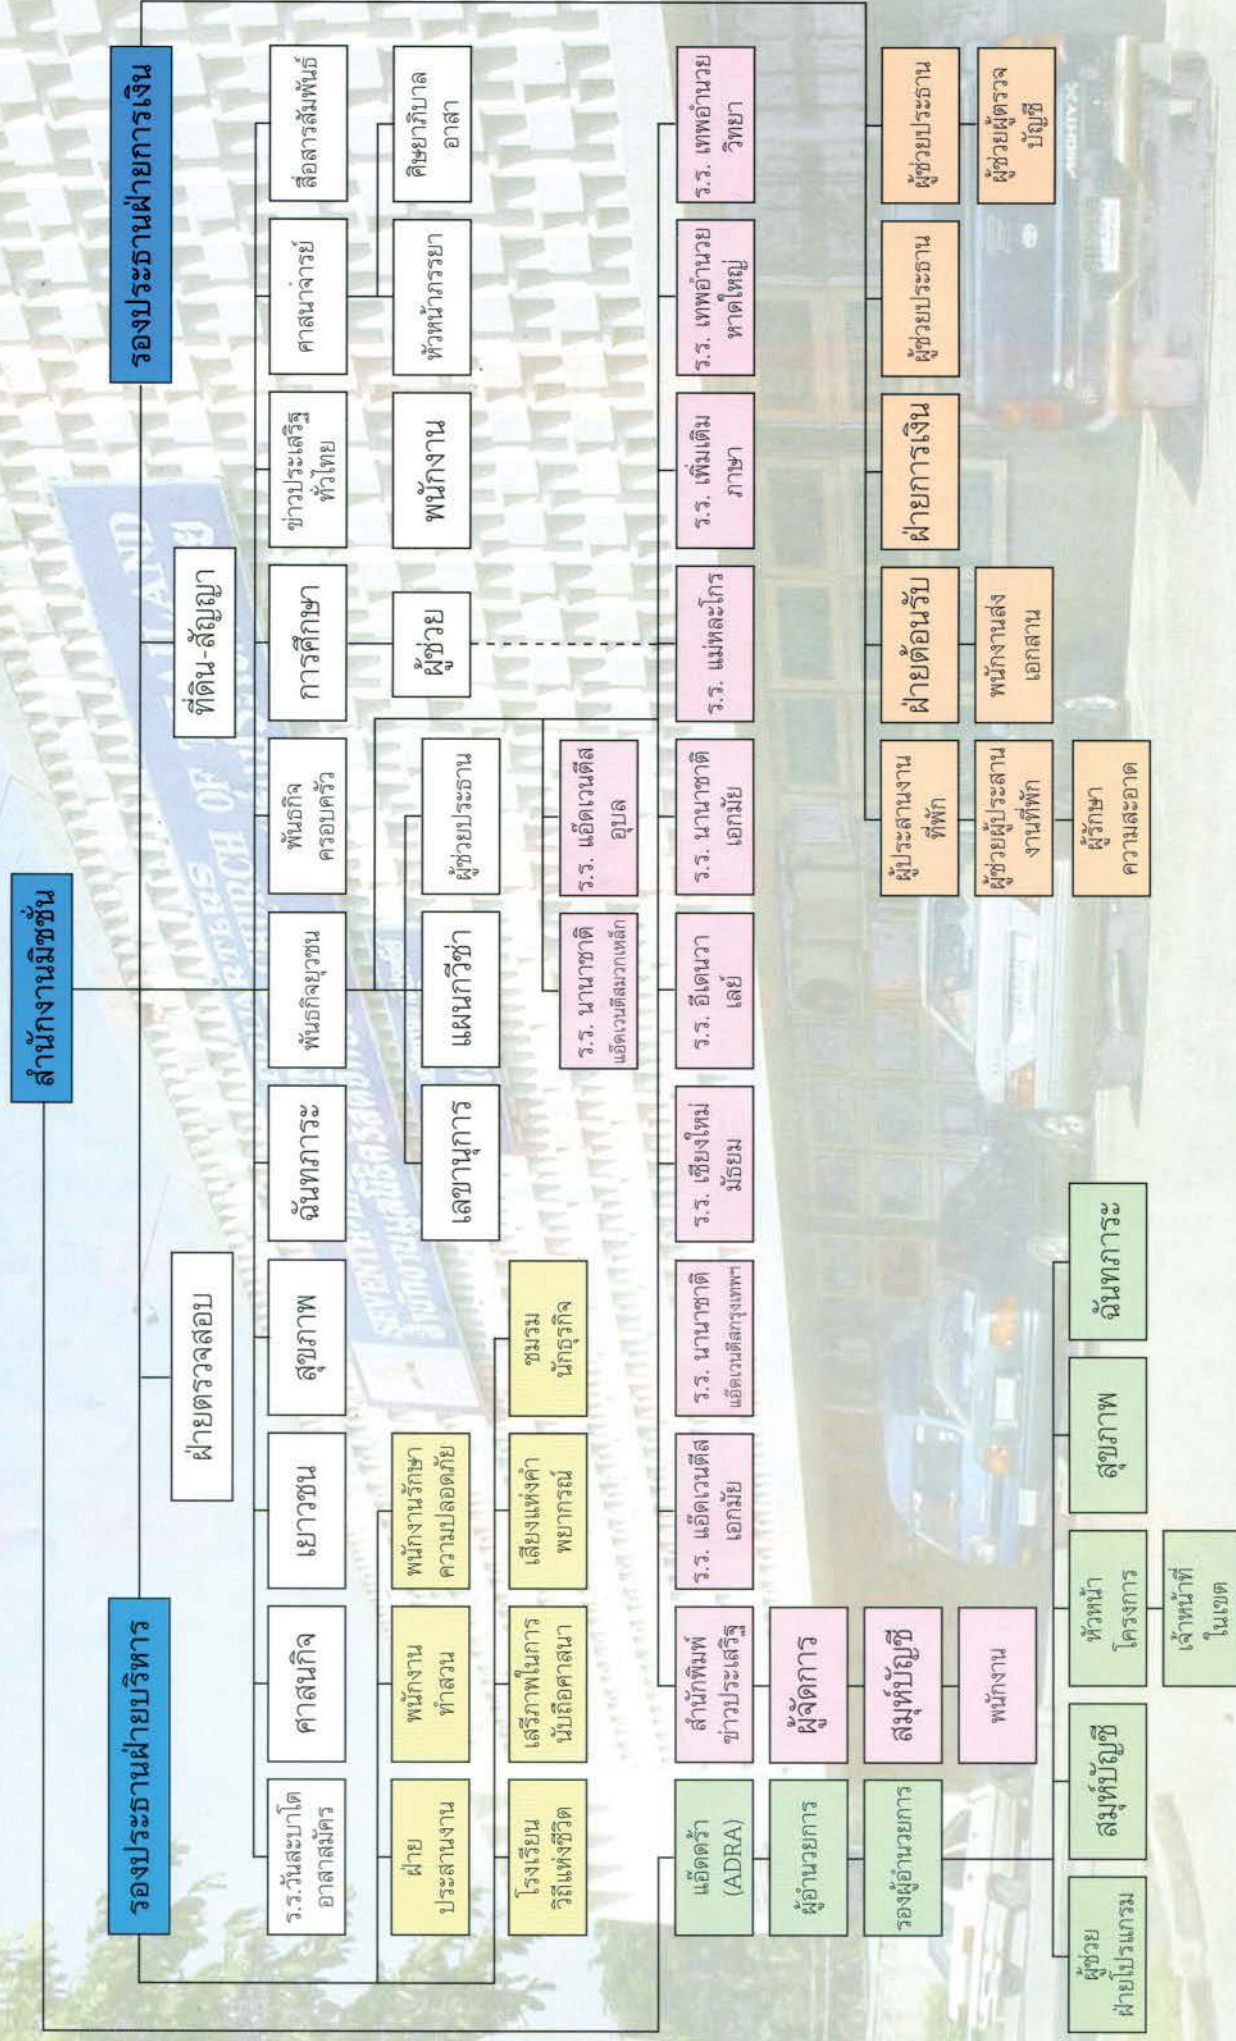 สำนักงานมิชชั่น
รองประธานฝ่ายบริหาร
รองประธานฝ่ายการเงิน
ฝ่ายตรวจสอบ
ที่ดิน-สัญญา
ร.ร.วันสะบาโต
อาสาสมัคร
ศาสนกิจ
เยาวชน
สุขภาพ
ฉันทภาระ
พันธกิจยุวชน
พันธกิจ
ครอบครัว
การศึกษา
ข่าวประเสริฐ
ทั่วไทย
ศาสนาจารย์
สื่อสารสัมพันธ์
ฝ่าย
ประสานงาน
พนักงาน
ทำสวน
พนักงานรักษา
ความปลอดภัย
เลขานุการ
แผนกวีซ่า
ผู้ช่วยประธาน
ผู้ช่วย
พนักงาน
หัวหน้าภรรยา
ศิษยาภิบาล
อาสา
โรงเรียน
วิถีแห่งชีวิต
เสรีภาพในการ
นับถือศาสนา
เสียงแห่งคำ
พยากรณ์
ชมรม
นักธุรกิจ
ร.ร. นานาชาติ
แอ๊ดเวนตีสมวกเหล็ก
ร.ร. แอ๊ดเวนตีส
อุบล
แอ๊ดดร้า
(ADRA)
สำนักพิมพ์
ข่าวประเสริฐ
ร.ร. แอ๊ดเวนตีส
เอกมัย
ร.ร. นานาชาติ
แอ๊ดเวนตีสกรุงเทพฯ
ร.ร. เชียงใหม่
มัธยม
ร.ร. อีเดนวา
เลย์
ร.ร. นานาชาติ
เอกมัย
ร.ร. แม่หละโกร
ร.ร. เพิ่มเติม
ภาษา
ร.ร. เทพอำนวย
หาดใหญ่
ร.ร. เทพอำนวย
วิทยา
ผู้อำนวยการ
ผู้จัดการ
รองผู้อำนวยการ
สมุห์บัญชี
พนักงาน
ผู้ประสานงาน
ที่พัก
ฝ่ายต้อนรับ
ฝ่ายการเงิน
ผู้ช่วยประธาน
ผู้ช่วยประธาน
ผู้ช่วยผู้ประสาน
งานที่พัก
พนักงานส่ง
เอกสาน
ผู้ช่วยผู้ตรวจ
บัญชี
ผู้รักษา
ความสะอาด
ผู้ช่วย
ฝ่ายโปรแกรม
สมุห์บัญชี
หัวหน้า
โครงการ
สุขภาพ
ฉันทภาระ
เจ้าหน้าที่
ในเขต
MIGHTYX